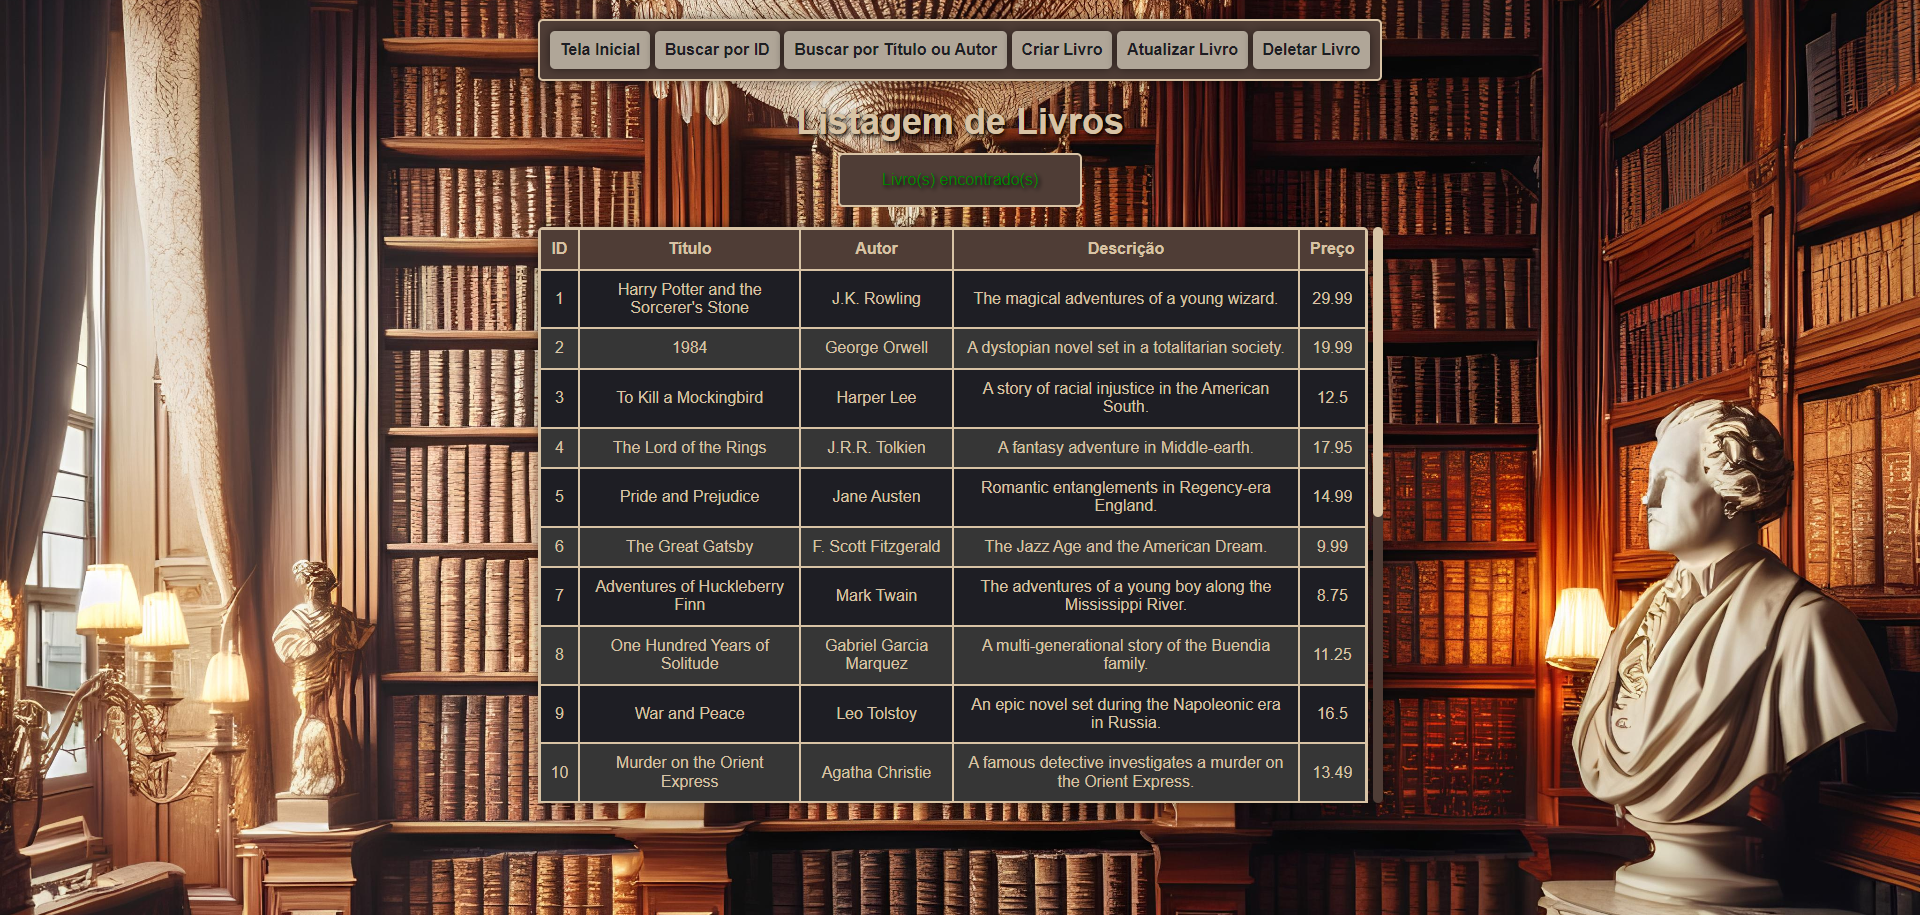 Tela Inicial Buscar por ID Buscar por Título ou Autor Criar Livro Atualizar Livro Deletar Livro
Listagem de Livros
Livro(s) encontrado(s)
ID Título Autor Descrição Preço
1 Harry Potter and the Sorcerer's Stone J.K. Rowling The magical adventures of a young wizard. 29.99
2 1984 George Orwell A dystopian novel set in a totalitarian society. 19.99
3 To Kill a Mockingbird Harper Lee A story of racial injustice in the American South. 12.5
4 The Lord of the Rings J.R.R. Tolkien A fantasy adventure in Middle-earth. 17.95
5 Pride and Prejudice Jane Austen Romantic entanglements in Regency-era England. 14.99
6 The Great Gatsby F. Scott Fitzgerald The Jazz Age and the American Dream. 9.99
7 Adventures of Huckleberry Finn Mark Twain The adventures of a young boy along the Mississippi River. 8.75
8 One Hundred Years of Solitude Gabriel Garcia Marquez A multi-generational story of the Buendia family. 11.25
9 War and Peace Leo Tolstoy An epic novel set during the Napoleonic era in Russia. 16.5
10 Murder on the Orient Express Agatha Christie A famous detective investigates a murder on the Orient Express. 13.49